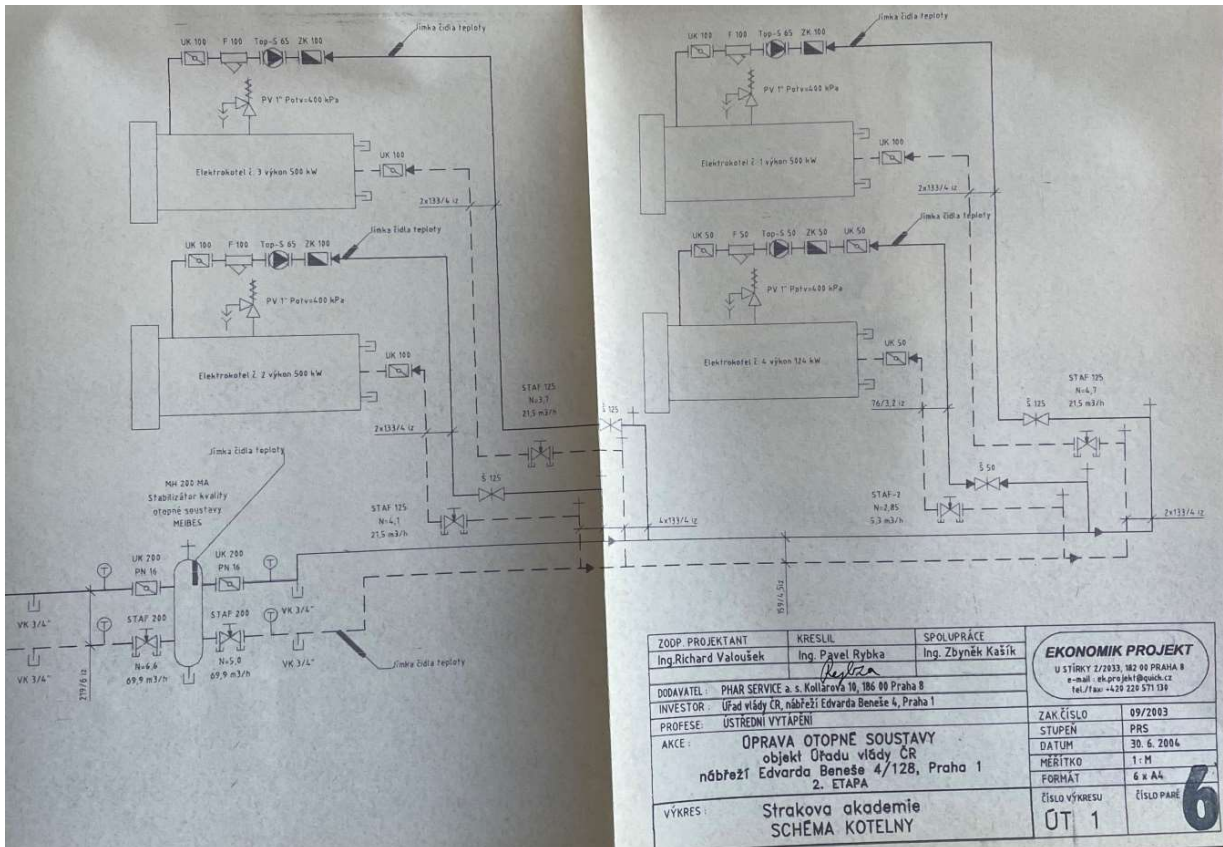 Jímka čidla teploty
UK 100
F 100
Top-S 65
ZK 100
PV 1" Potv=400 kPa
Elektrokotel č. 3 výkon 500 kW
UK 100
2x133/4 iz
Jímka čidla teploty
UK 100
F 100
Top-S 65
ZK 100
PV 1" Potv=400 kPa
Elektrokotel č. 2 výkon 500 kW
UK 100
2x133/4 iz
STAF 125
N=3,7
21,5 m3/h
Š 125
Š 125
STAF 125
N=4,1
21,5 m3/h
4x133/4 iz
Jímka čidla teploty
MH 200 MA
Stabilizátor kvality
otopné soustavy
MEIBES
UK 200
PN 16
UK 200
PN 16
T
T
T
T
VK 3/4"
VK 3/4"
STAF 200
STAF 200
N=6,6
69,9 m3/h
N=5,0
69,9 m3/h
VK 3/4"
VK 3/4"
219/6 iz
Jímka čidla teploty
Jímka čidla teploty
UK 100
F 100
Top-S 65
ZK 100
PV 1" Potv=400 kPa
Elektrokotel č. 1 výkon 500 kW
UK 100
2x133/4 iz
Jímka čidla teploty
UK 50
F 50
Top-S 50
ZK 50
UK 50
PV 1" Potv=400 kPa
Elektrokotel č. 4 výkon 124 kW
UK 50
76/3,2 iz
Š 125
STAF 125
N=4,1
21,5 m3/h
Š 50
STAF-2
N=2,85
5,3 m3/h
2x133/4 iz
159/4,5iz
ZODP. PROJEKTANT
KRESLIL
SPOLUPRÁCE
Ing.Richard Valoušek
Ing. Pavel Rybka
Ing. Zbyněk Kašík
Rybka
EKONOMIK PROJEKT
U STÍRKY 2/2033, 182 00 PRAHA 8
e-mail : ek.projekt@quick.cz
tel./fax: +420 220 571 130
DODAVATEL : PHAR SERVICE a. s. Kollárova 10, 186 00 Praha 8
INVESTOR : Úřad vlády ČR, nábřeží Edvarda Beneše 4, Praha 1
PROFESE: ÚSTŘEDNÍ VYTÁPĚNÍ
AKCE : OPRAVA OTOPNÉ SOUSTAVY
objekt Úřadu vlády ČR
nábřeží Edvarda Beneše 4/128, Praha 1
2. ETAPA
ZAK.ČÍSLO 09/2003
STUPEŇ PRS
DATUM 30. 6. 2004
MĚŘÍTKO 1: M
FORMÁT 6 x A4
VÝKRES : Strakova akademie
SCHÉMA KOTELNY
ČÍSLO VÝKRESU
ÚT 1
ČÍSLO PARÉ
6